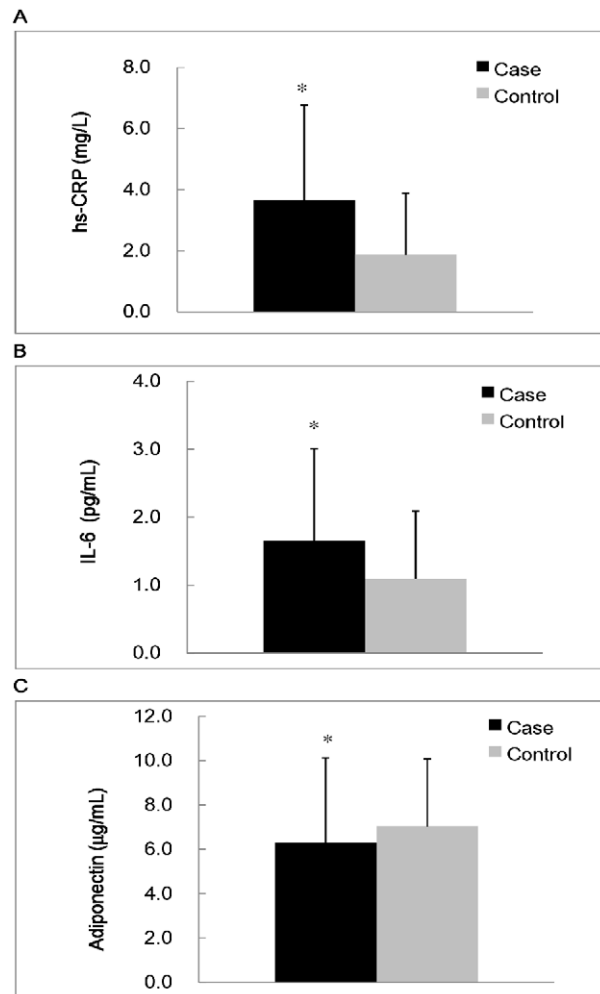 A
hs-CRP (mg/L)
8.0
6.0
4.0
2.0
0.0
*
Case
Control
B
IL-6 (pg/mL)
4.0
3.0
2.0
1.0
0.0
*
Case
Control
C
Adiponectin (µg/mL)
12.0
10.0
8.0
6.0
4.0
2.0
0.0
*
Case
Control